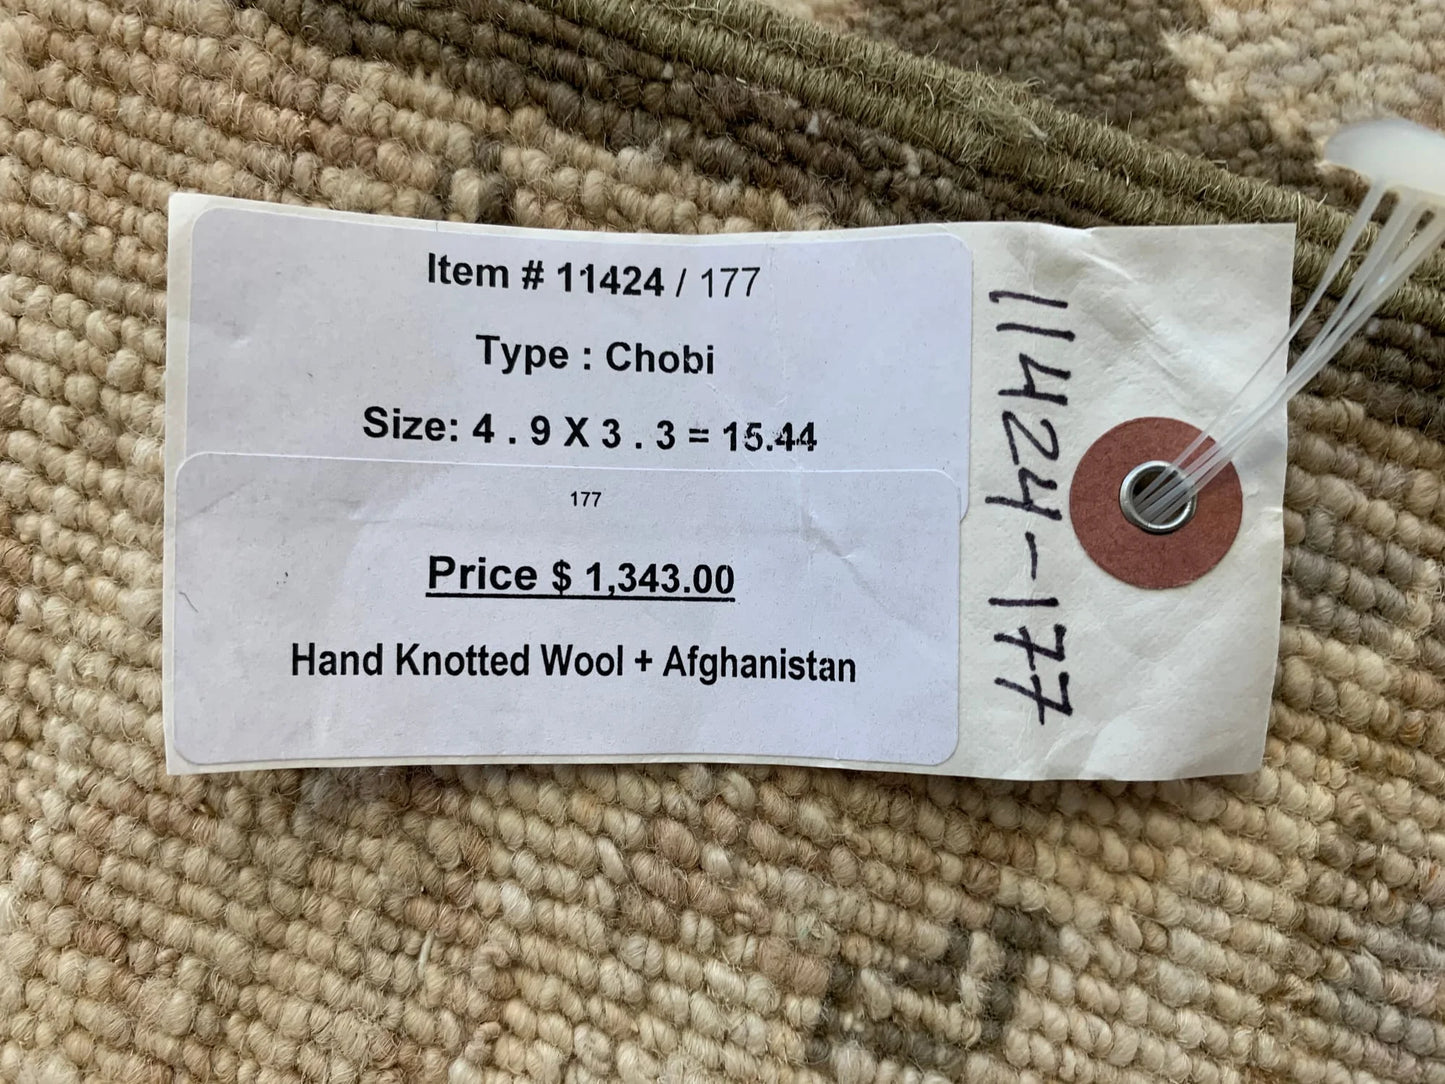 Item # 11424 / 177
Type : Chobi
Size: 4 . 9 X 3 . 3 = 15.44
177
Price $ 1,343.00
Hand Knotted Wool + Afghanistan
11424-177